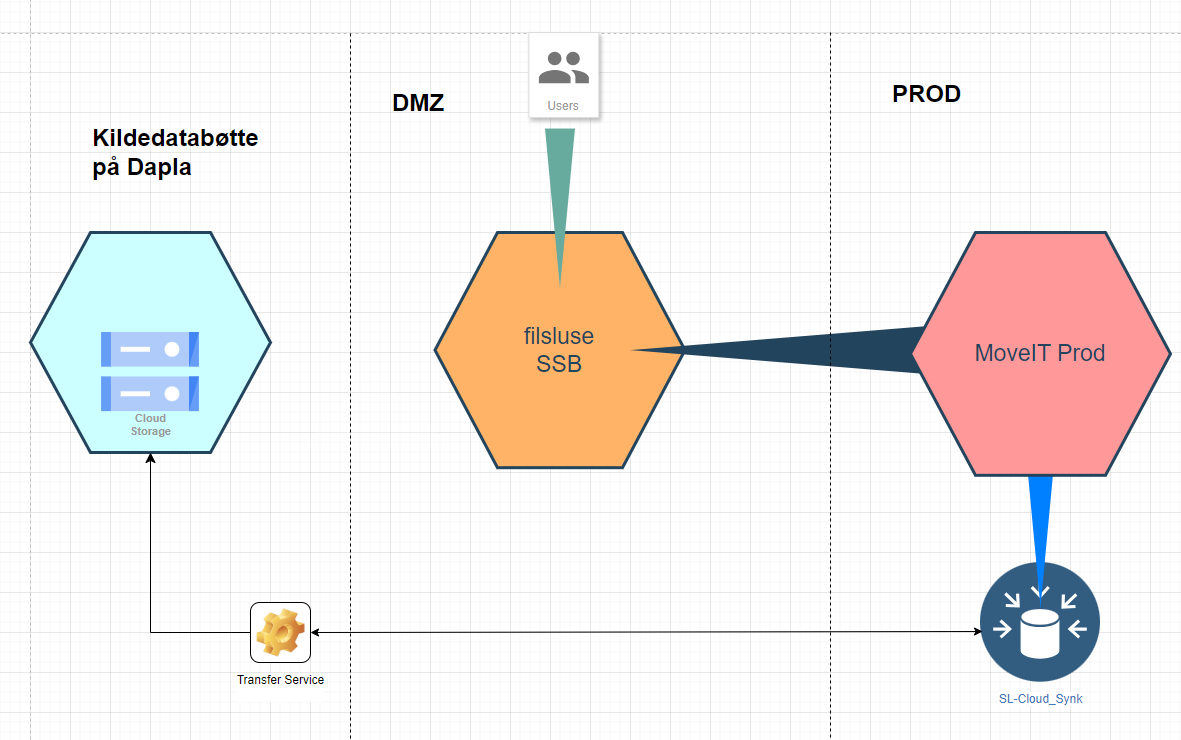 Users
DMZ
PROD
Kildedatabøtte
på Dapla
filsluse
SSB
MoveIT Prod
Cloud
Storage
Transfer Service
SL-Cloud_Synk